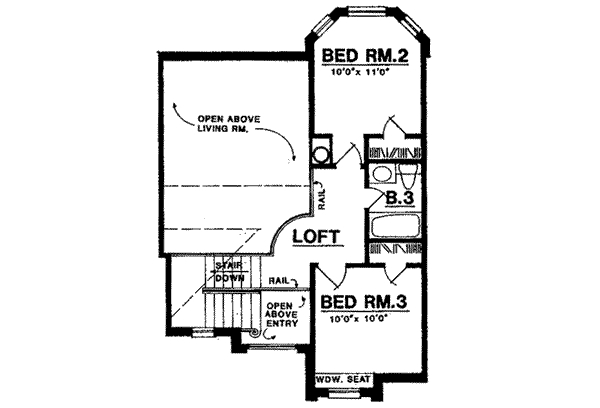 BED RM.2
10'0"x 11'0"
OPEN ABOVE
LIVING RM.
RAIL
B.3
LOFT
STAIR
DOWN
RAIL
OPEN
ABOVE
ENTRY
BED RM.3
10'0"x 10'0"
WDW. SEAT